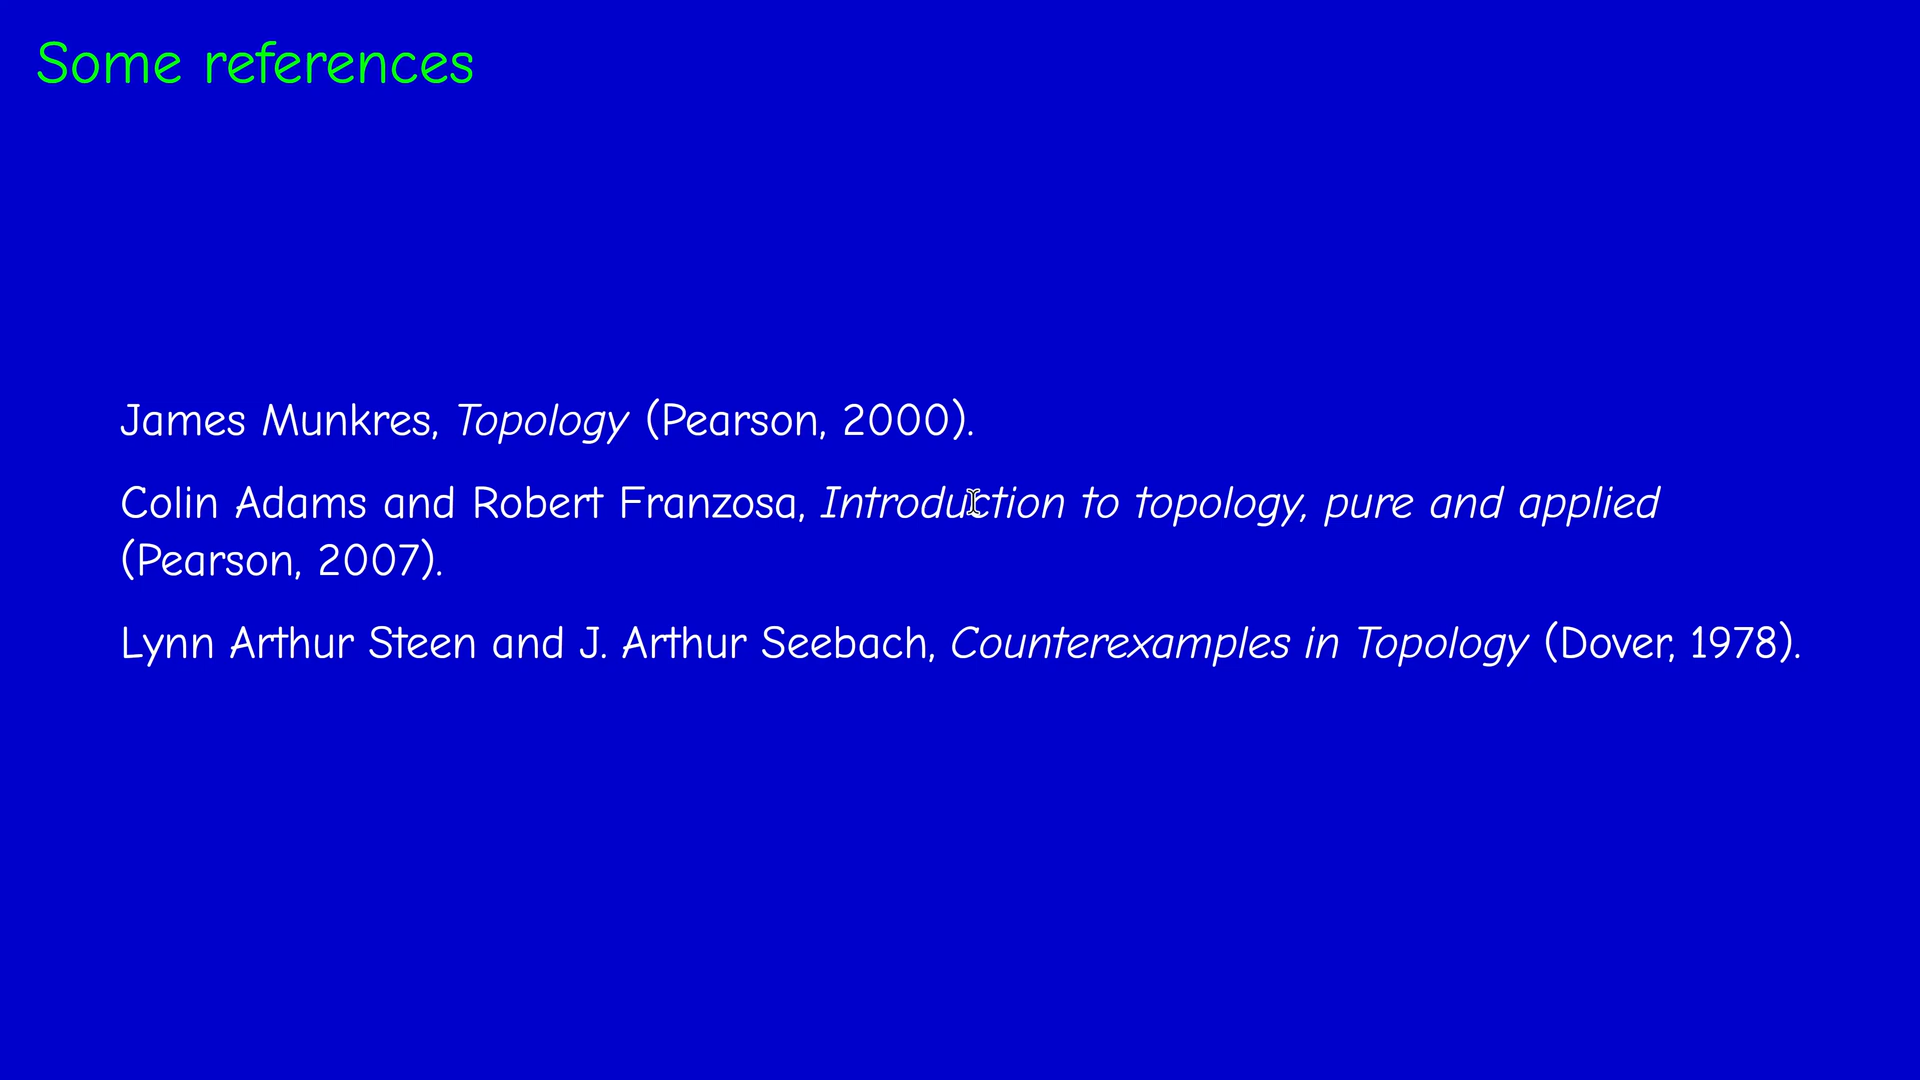 Some references
James Munkres, Topology (Pearson, 2000).
Colin Adams and Robert Franzosa, Introduction to topology, pure and applied
(Pearson, 2007).
Lynn Arthur Steen and J. Arthur Seebach, Counterexamples in Topology (Dover, 1978).